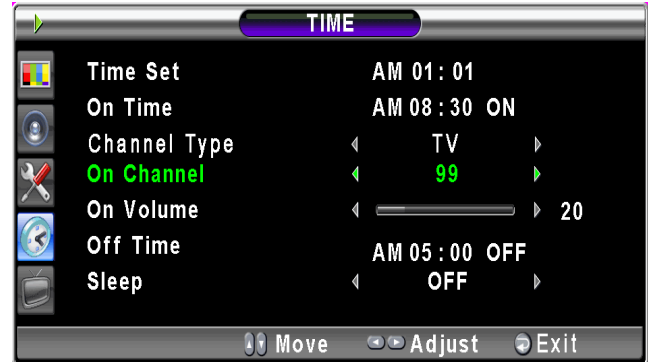 TIME
Time Set AM 01 : 01
On Time AM 08 : 30 ON
Channel Type TV
On Channel 99
On Volume 20
Off Time AM 05 : 00 OFF
Sleep OFF
Move Adjust Exit